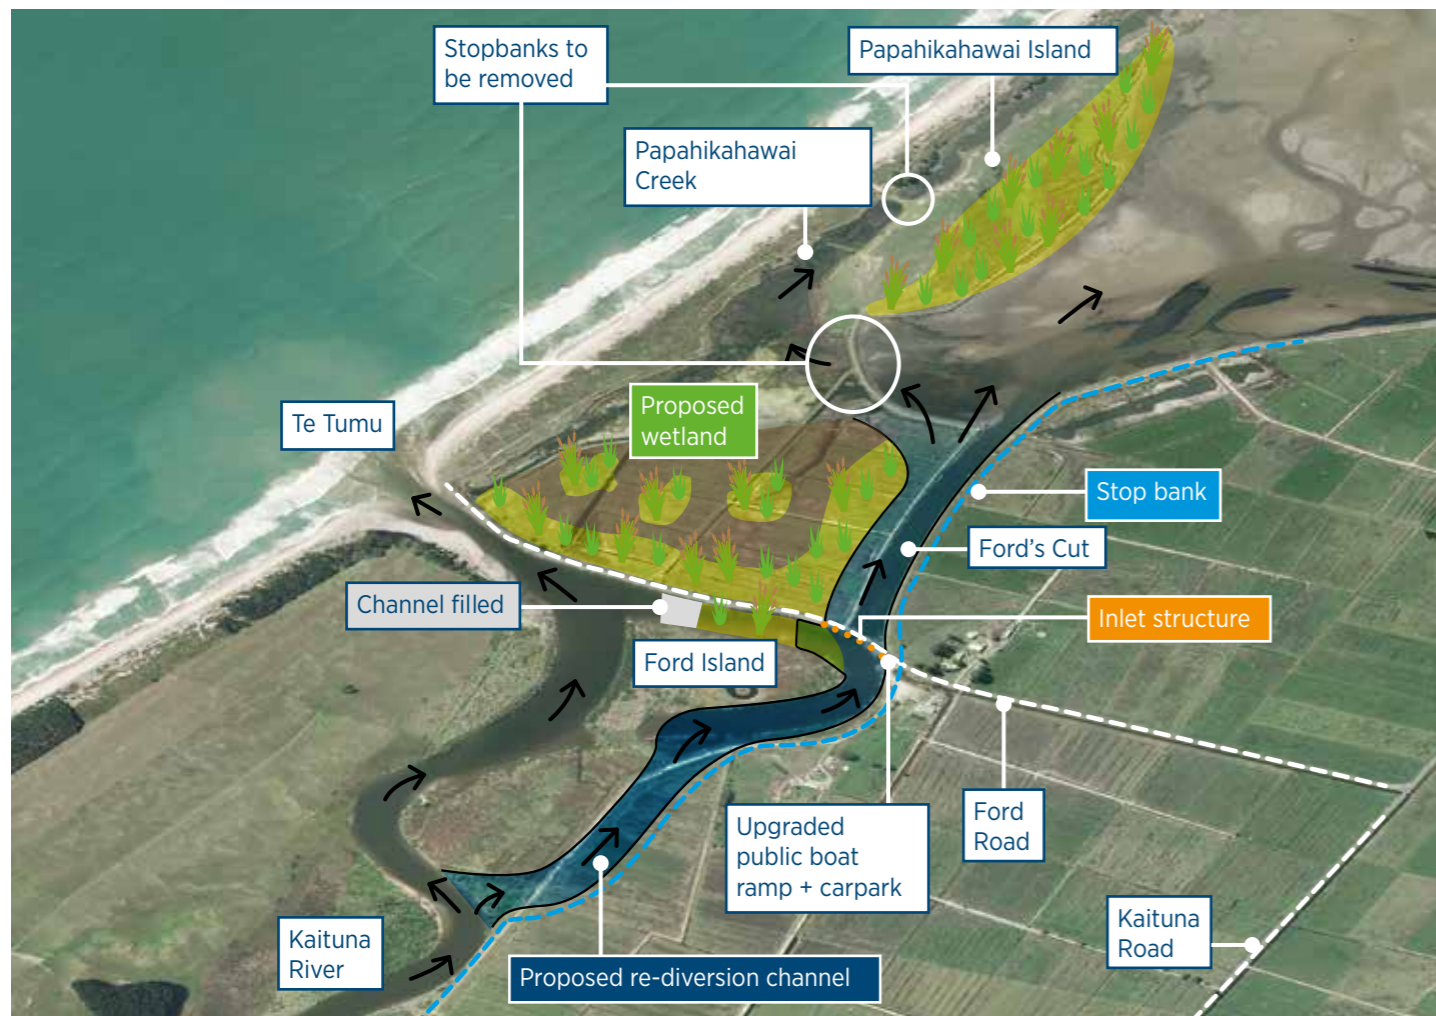 Stopbanks to
be removed
Papahikahawai Island
Papahikahawai
Creek
Te Tumu
Proposed
wetland
Stop bank
Ford's Cut
Channel filled
Inlet structure
Ford Island
Upgraded
public boat
ramp + carpark
Ford
Road
Kaituna
River
Kaituna
Road
Proposed re-diversion channel